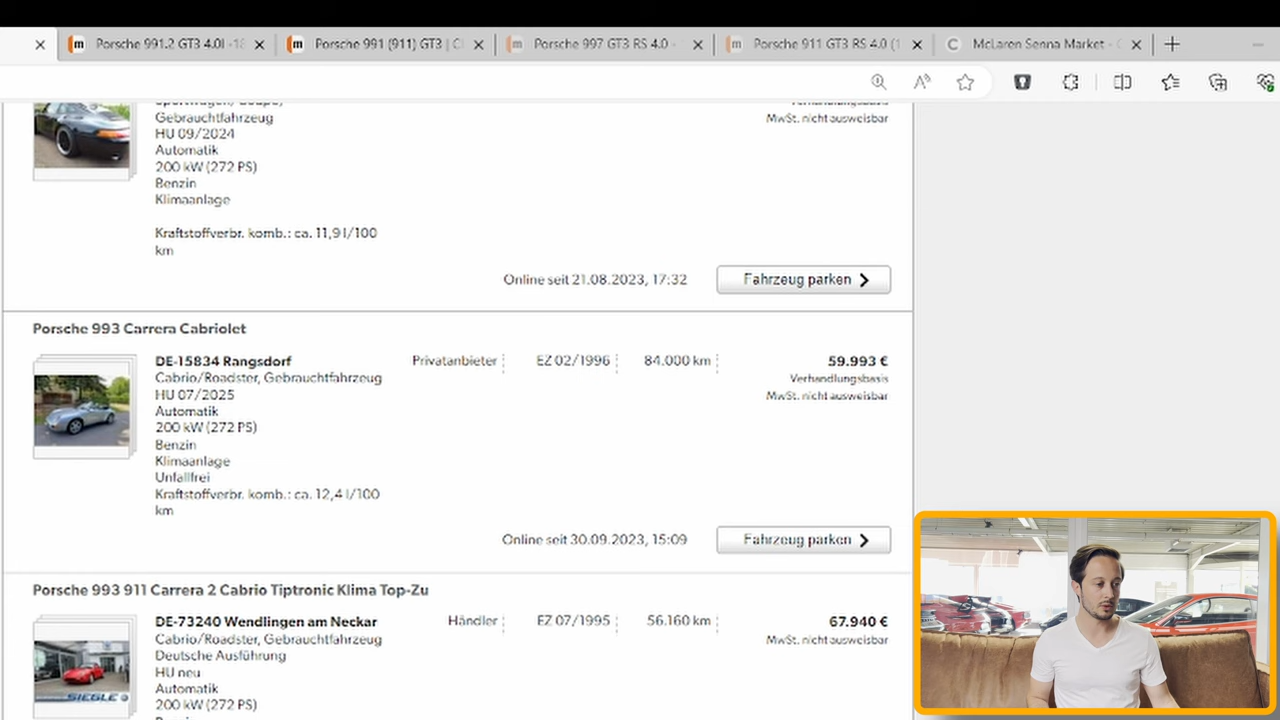 Porsche 991.2 GT3 4.0l
Porsche 991 (911) GT3 |
Porsche 997 GT3 RS 4.0 -
Porsche 911 GT3 RS 4.0 (1
McLaren Senna Market -
Gebrauchtfahrzeug
MwSt. nicht ausweisbar
HU 09/2024
Automatik
200 kW (272 PS)
Benzin
Klimaanlage
Kraftstoffverbr. komb.: ca. 11,9 l/100
km
Online seit 21.08.2023, 17:32
Fahrzeug parken
Porsche 993 Carrera Cabriolet
DE-15834 Rangsdorf Privatanbieter EZ 02/1996 84.000 km 59.993 €
Cabrio/Roadster, Gebrauchtfahrzeug Verhandlungsbasis
HU 07/2025 MwSt. nicht ausweisbar
Automatik
200 kW (272 PS)
Benzin
Klimaanlage
Unfallfrei
Kraftstoffverbr. komb.: ca. 12,4 l/100
km
Online seit 30.09.2023, 15:09
Fahrzeug parken
Porsche 993 911 Carrera 2 Cabrio Tiptronic Klima Top-Zu
DE-73240 Wendlingen am Neckar Händler EZ 07/1995 56.160 km 67.940 €
Cabrio/Roadster, Gebrauchtfahrzeug MwSt. nicht ausweisbar
Deutsche Ausführung
HU neu
Automatik
200 kW (272 PS)
SIEGLE